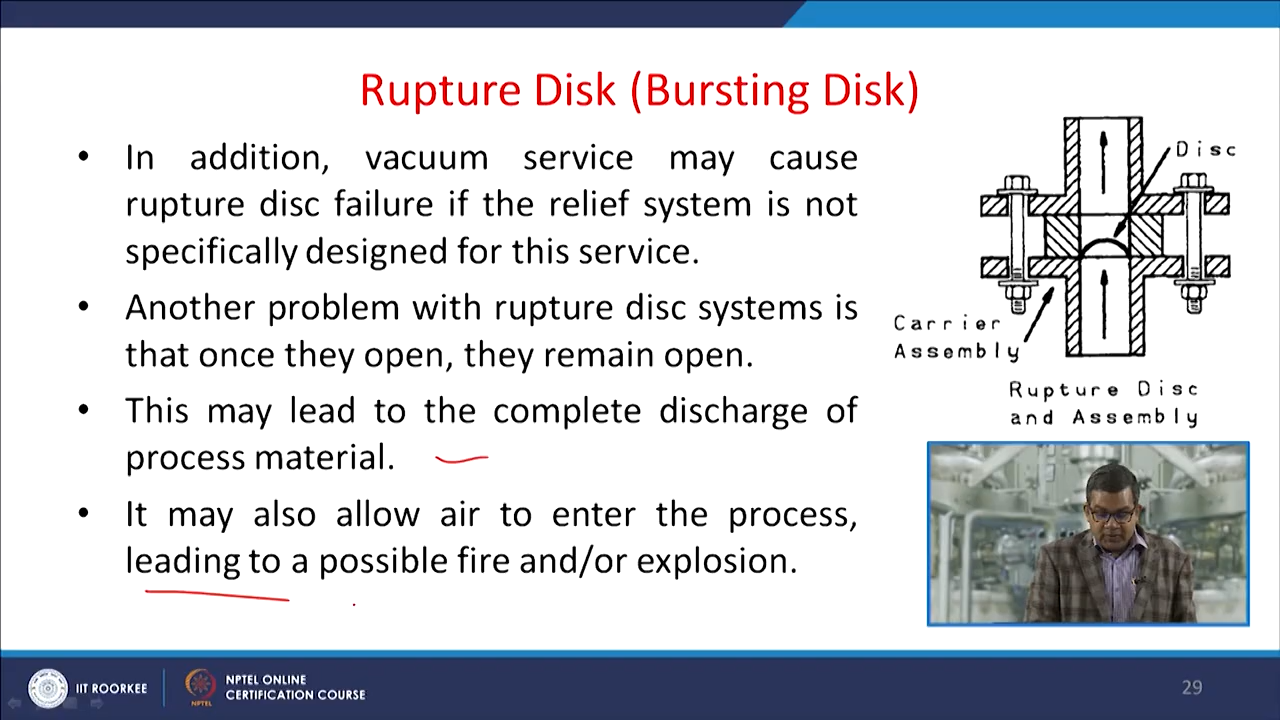 Rupture Disk (Bursting Disk)
• In addition, vacuum service may cause
rupture disc failure if the relief system is not
specifically designed for this service.
• Another problem with rupture disc systems is
that once they open, they remain open.
• This may lead to the complete discharge of
process material.
• It may also allow air to enter the process,
leading to a possible fire and/or explosion.
Disc
Carrier
Assembly
Rupture Disc
and Assembly
IIT ROORKEE
NPTEL
NPTEL ONLINE
CERTIFICATION COURSE
29